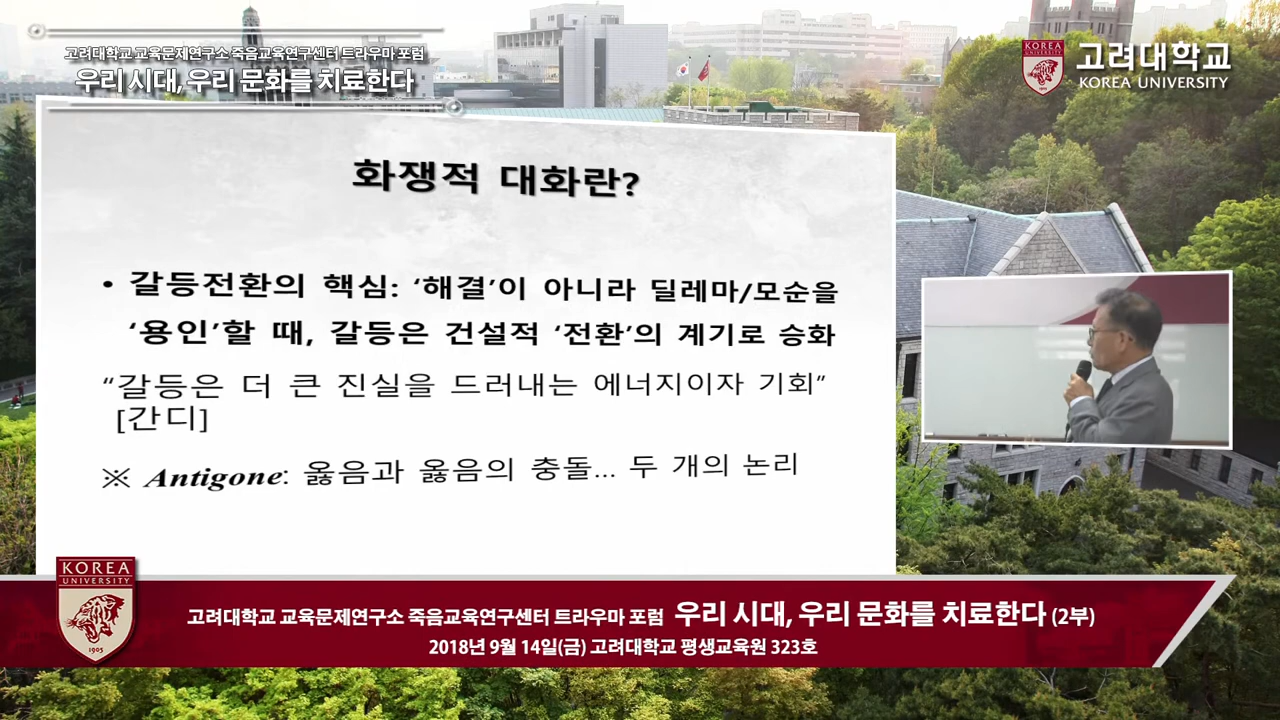 고려대학교 교육문제연구소 죽음교육연구센터 트라우마 포럼
우리 시대, 우리 문화를 치료한다
KOREA
UNIVERSITY
1905
고려대학교
KOREA UNIVERSITY
화쟁적 대화란?
• 갈등전환의 핵심: ‘해결’이 아니라 딜레마/모순을
‘용인’할 때, 갈등은 건설적 ‘전환’의 계기로 승화
“갈등은 더 큰 진실을 드러내는 에너지이자 기회”
[간디]
※ Antigone: 옳음과 옳음의 충돌... 두 개의 논리
KOREA
UNIVERSITY
1905
고려대학교 교육문제연구소 죽음교육연구센터 트라우마 포럼 우리 시대, 우리 문화를 치료한다 (2부)
2018년 9월 14일(금) 고려대학교 평생교육원 323호